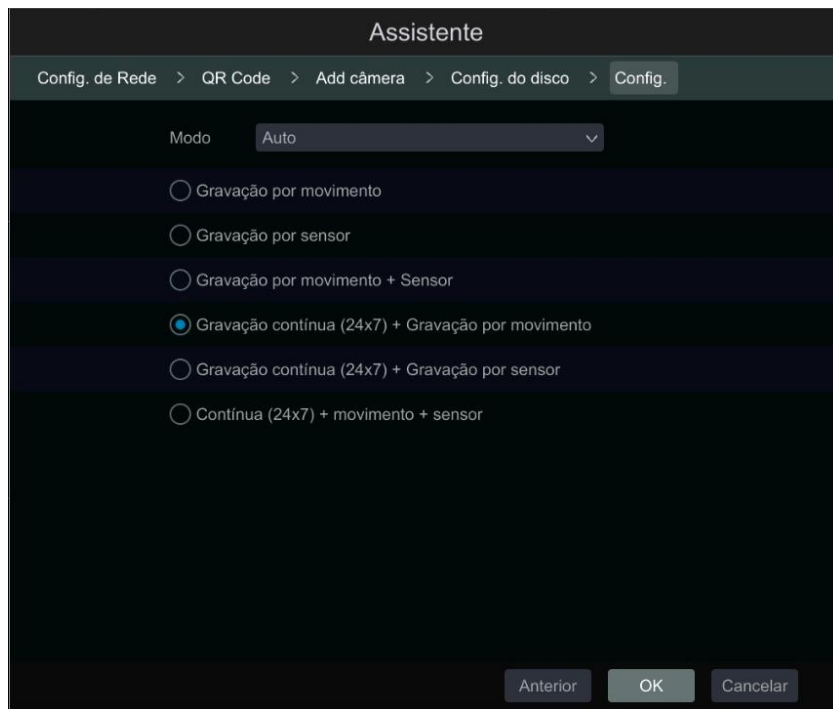 Assistente
Config. de Rede > QR Code > Add câmera > Config. do disco > Config.
Modo Auto
Gravação por movimento
Gravação por sensor
Gravação por movimento + Sensor
Gravação contínua (24x7) + Gravação por movimento
Gravação contínua (24x7) + Gravação por sensor
Contínua (24x7) + movimento + sensor
Anterior OK Cancelar